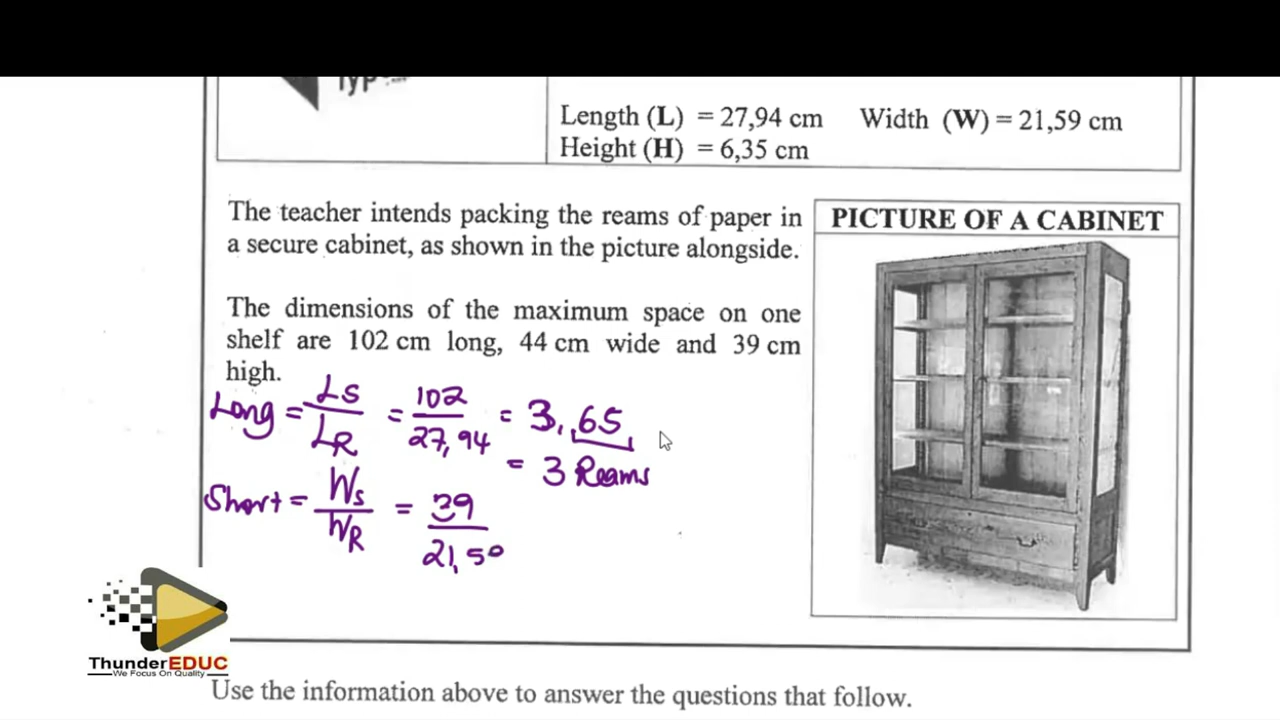 Length (L) = 27,94 cm Width (W) = 21,59 cm
Height (H) = 6,35 cm
The teacher intends packing the reams of paper in
a secure cabinet, as shown in the picture alongside.
The dimensions of the maximum space on one
shelf are 102 cm long, 44 cm wide and 39 cm
high.
PICTURE OF A CABINET
Long = LS / LR = 102 / 27,94 = 3,65
= 3 Reams
Short = WS / WR = 39 / 21,59
ThunderEDUC
We Focus On Quality
Use the information above to answer the questions that follow.